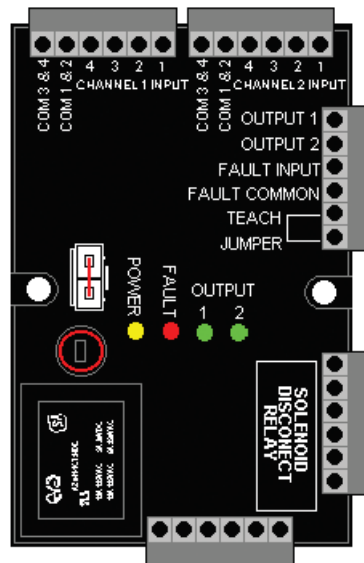 COM 3 & 4
COM 1 & 2
4 3 2 1
CHANNEL 1 INPUT
COM 3 & 4
COM 1 & 2
4 3 2 1
CHANNEL 2 INPUT
OUTPUT 1
OUTPUT 2
FAULT INPUT
FAULT COMMON
TEACH
JUMPER
POWER
FAULT
OUTPUT
1 2
SOLENOID
DISCONECT
RELAY